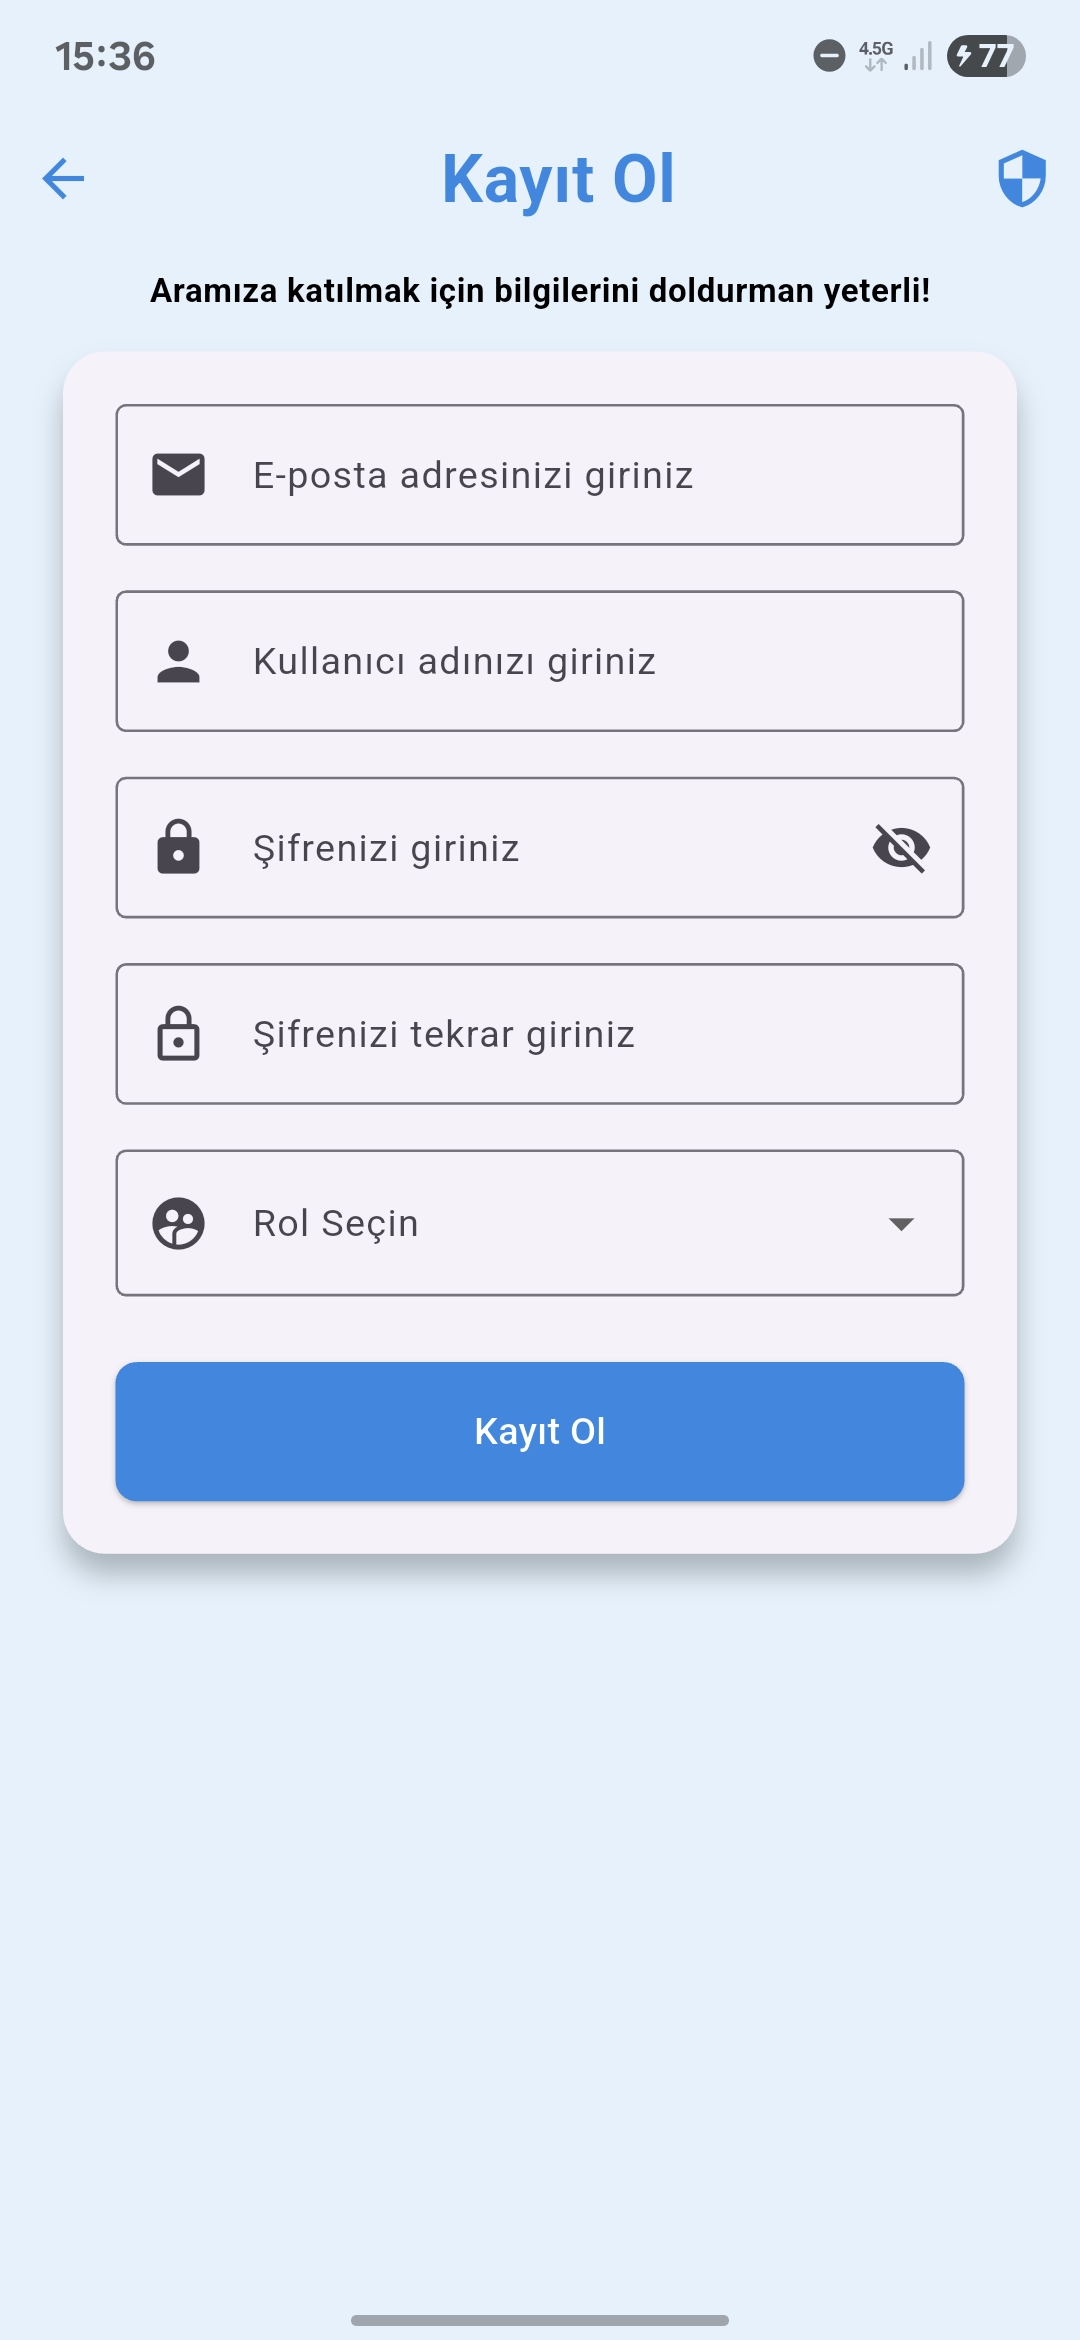 15:36
4.5G
77
Kayıt Ol
Aramıza katılmak için bilgilerini doldurman yeterli!
E-posta adresinizi giriniz
Kullanıcı adınızı giriniz
Şifrenizi giriniz
Şifrenizi tekrar giriniz
Rol Seçin
Kayıt Ol